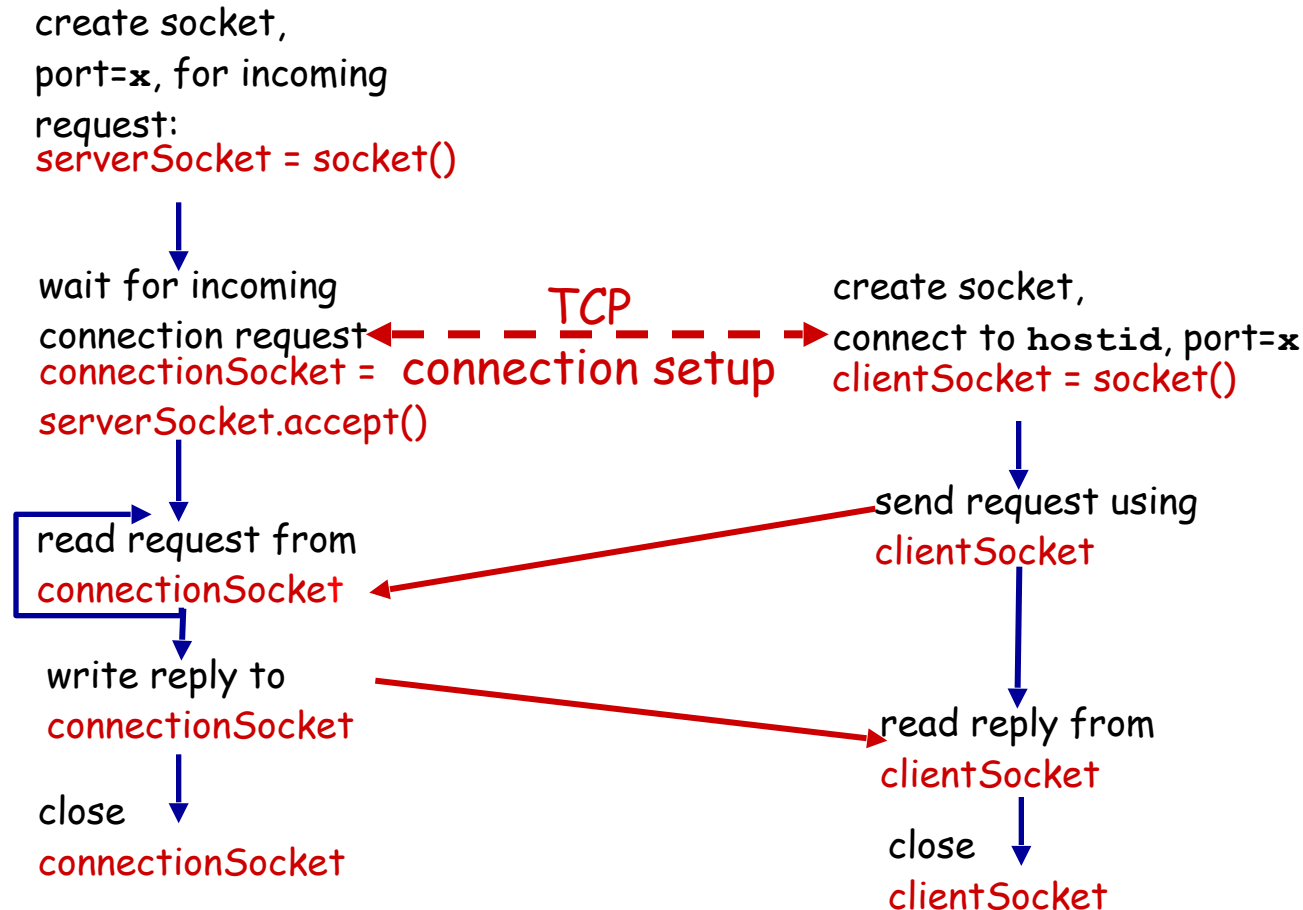 create socket,
port=x, for incoming
request:
serverSocket = socket()
wait for incoming
connection request
connectionSocket =
serverSocket.accept()
TCP
connection setup
create socket,
connect to hostid, port=x
clientSocket = socket()
read request from
connectionSocket
send request using
clientSocket
write reply to
connectionSocket
read reply from
clientSocket
close
connectionSocket
close
clientSocket